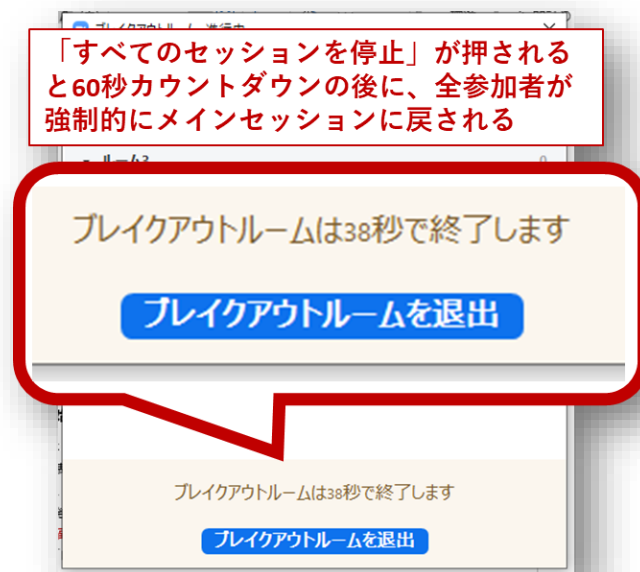 「すべてのセッションを停止」が押される
と60秒カウントダウンの後に、全参加者が
強制的にメインセッションに戻される
ブレイクアウトルームは38秒で終了します
ブレイクアウトルームを退出
ブレイクアウトルームは38秒で終了します
ブレイクアウトルームを退出